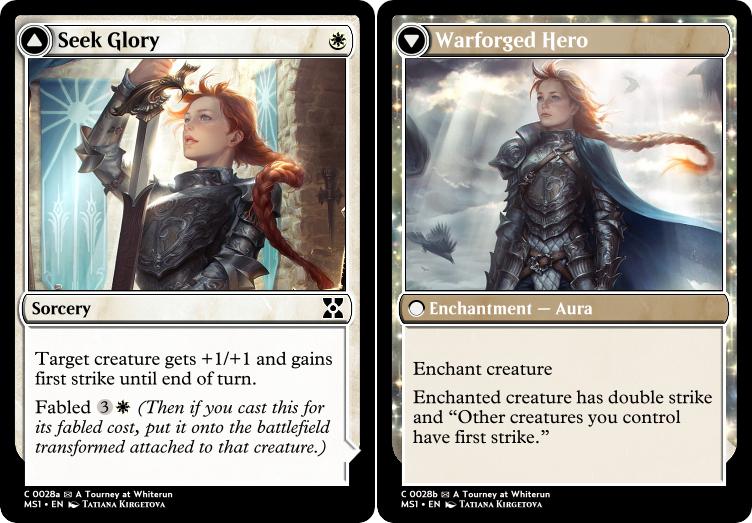 Seek Glory
Sorcery
Target creature gets +1/+1 and gains
first strike until end of turn.
Fabled 3 (Then if you cast this for
its fabled cost, put it onto the battlefield
transformed attached to that creature.)
C 0028a A Tourney at Whiterun
MS1 • EN Tatiana Kirgetova
Warforged Hero
Enchantment — Aura
Enchant creature
Enchanted creature has double strike
and “Other creatures you control
have first strike.”
C 0028b A Tourney at Whiterun
MS1 • EN Tatiana Kirgetova